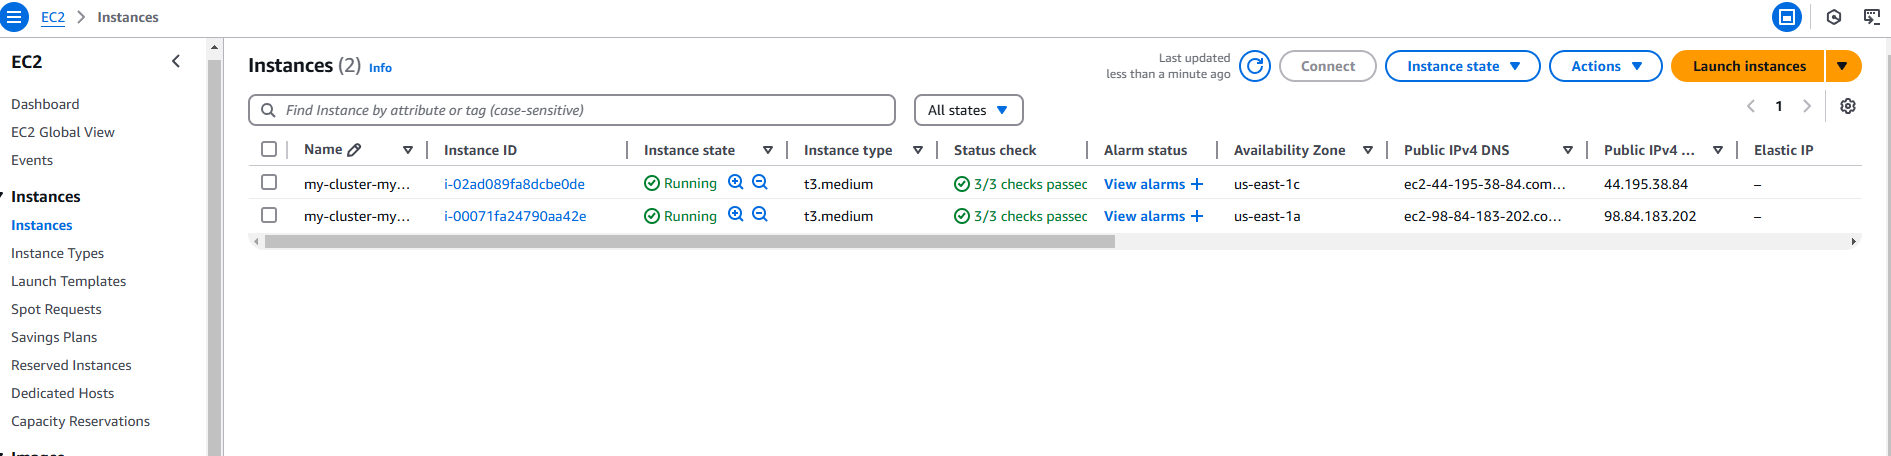 EC2 > Instances
EC2
Dashboard
EC2 Global View
Events
Instances
Instances
Instance Types
Launch Templates
Spot Requests
Savings Plans
Reserved Instances
Dedicated Hosts
Capacity Reservations
Images
Instances (2) Info
Last updated
less than a minute ago
Connect
Instance state
Actions
Launch instances
Find Instance by attribute or tag (case-sensitive)
All states
1
Name Instance ID Instance state Instance type Status check Alarm status Availability Zone Public IPv4 DNS Public IPv4 ... Elastic IP
my-cluster-my... i-02ad089fa8dcbe0de Running t3.medium 3/3 checks passec View alarms + us-east-1c ec2-44-195-38-84.com... 44.195.38.84 –
my-cluster-my... i-00071fa24790aa42e Running t3.medium 3/3 checks passec View alarms + us-east-1a ec2-98-84-183-202.co... 98.84.183.202 –